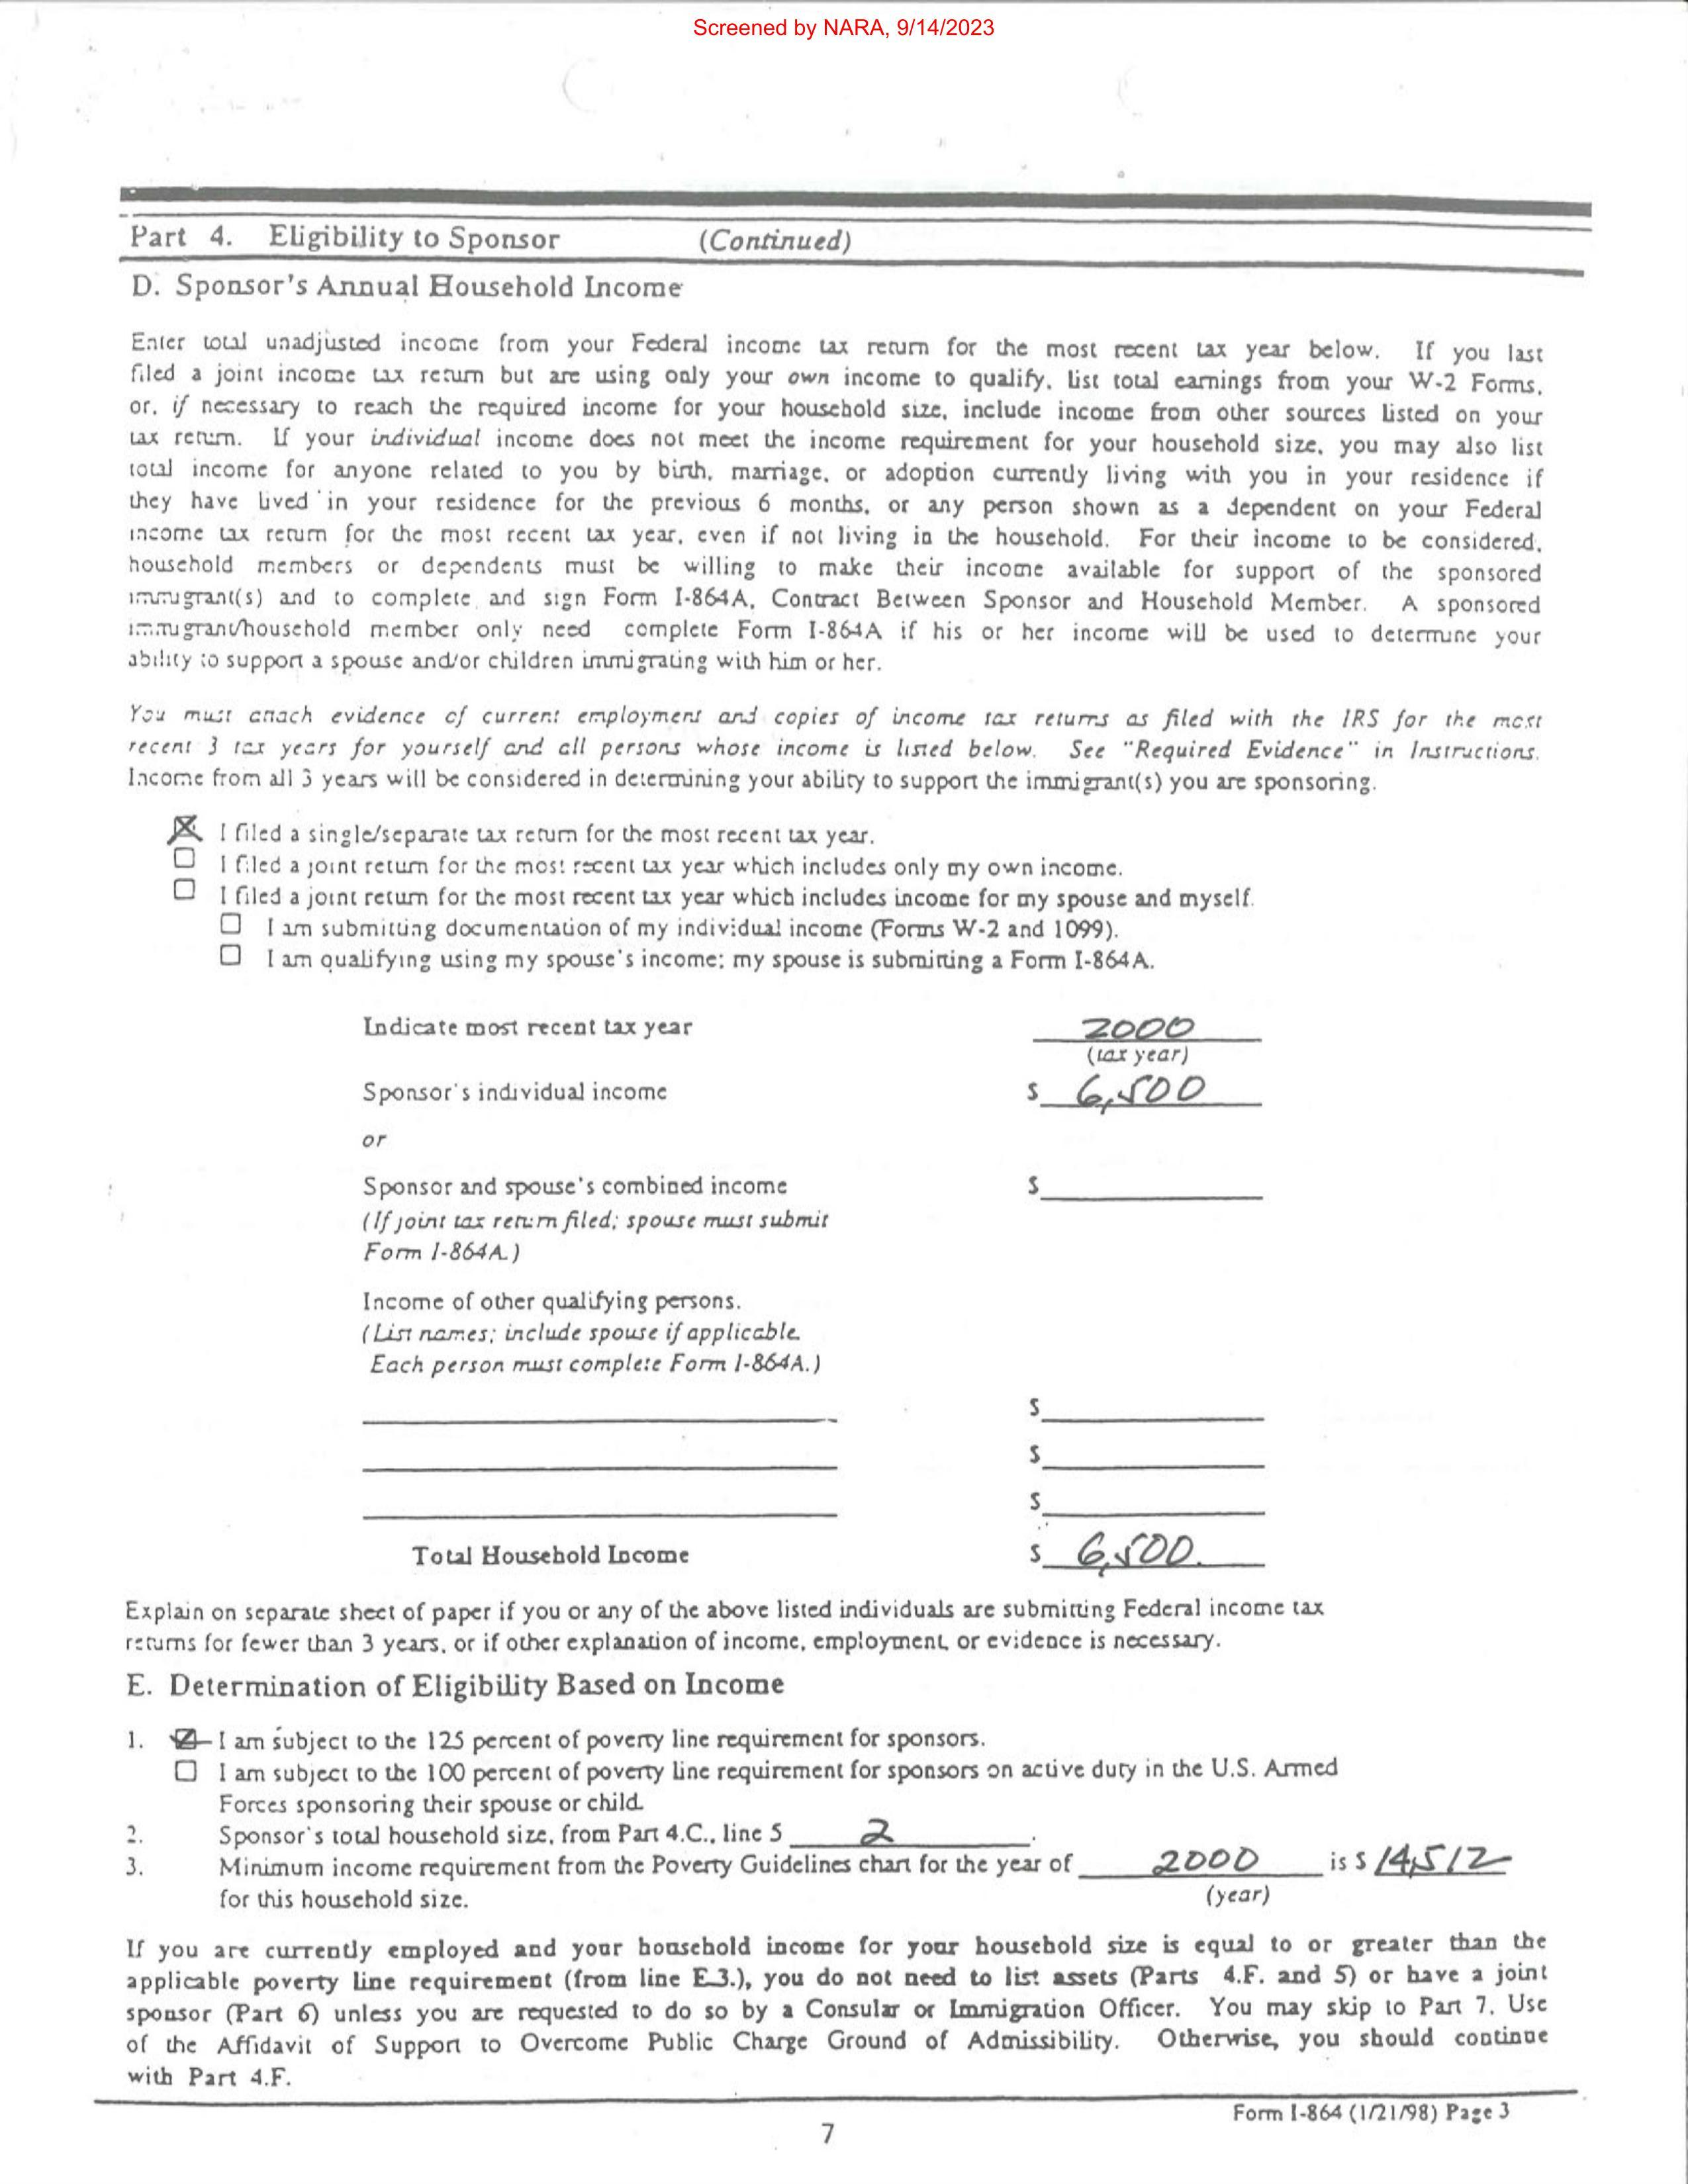 Screened by NARA, 9/14/2023
Part 4. Eligibility to Sponsor (Continued)
D. Sponsor's Annual Household Income
Enter total unadjusted income from your Federal income tax return for the most recent tax year below. If you last
filed a joint income tax return but are using only your own income to qualify, list total earnings from your W-2 Forms,
or, if necessary to reach the required income for your household size, include income from other sources listed on your
tax return. If your individual income does not meet the income requirement for your household size, you may also list
total income for anyone related to you by birth, marriage, or adoption currently living with you in your residence if
they have lived in your residence for the previous 6 months, or any person shown as a dependent on your Federal
income tax return for the most recent tax year, even if not living in the household. For their income to be considered,
household members or dependents must be willing to make their income available for support of the sponsored
immigrant(s) and to complete and sign Form I-864A, Contract Between Sponsor and Household Member. A sponsored
immigrant/household member only need complete Form I-864A if his or her income will be used to determine your
ability to support a spouse and/or children immigrating with him or her.
You must attach evidence of current employment and copies of income tax returns as filed with the IRS for the most
recent 3 tax years for yourself and all persons whose income is listed below. See "Required Evidence" in Instructions.
Income from all 3 years will be considered in determining your ability to support the immigrant(s) you are sponsoring.
☒ I filed a single/separate tax return for the most recent tax year.
☐ I filed a joint return for the most recent tax year which includes only my own income.
☐ I filed a joint return for the most recent tax year which includes income for my spouse and myself.
☐ I am submitting documentation of my individual income (Forms W-2 and 1099).
☐ I am qualifying using my spouse's income; my spouse is submitting a Form I-864A.
Indicate most recent tax year 2000
(tax year)
Sponsor's individual income $ 6,500
or
Sponsor and spouse's combined income $
(If joint tax return filed; spouse must submit
Form I-864A.)
Income of other qualifying persons.
(List names; include spouse if applicable.
Each person must complete Form I-864A.)
$
$
$
Total Household Income $ 6,500.
Explain on separate sheet of paper if you or any of the above listed individuals are submitting Federal income tax
returns for fewer than 3 years, or if other explanation of income, employment, or evidence is necessary.
E. Determination of Eligibility Based on Income
1. ☒ I am subject to the 125 percent of poverty line requirement for sponsors.
☐ I am subject to the 100 percent of poverty line requirement for sponsors on active duty in the U.S. Armed
Forces sponsoring their spouse or child.
2. Sponsor's total household size, from Part 4.C., line 5 2.
3. Minimum income requirement from the Poverty Guidelines chart for the year of 2000 is $ 14,512
for this household size. (year)
If you are currently employed and your household income for your household size is equal to or greater than the
applicable poverty line requirement (from line E.3.), you do not need to list assets (Parts 4.F. and 5) or have a joint
sponsor (Part 6) unless you are requested to do so by a Consular or Immigration Officer. You may skip to Part 7, Use
of the Affidavit of Support to Overcome Public Charge Ground of Admissibility. Otherwise, you should continue
with Part 4.F.
Form I-864 (1/21/98) Page 3
7